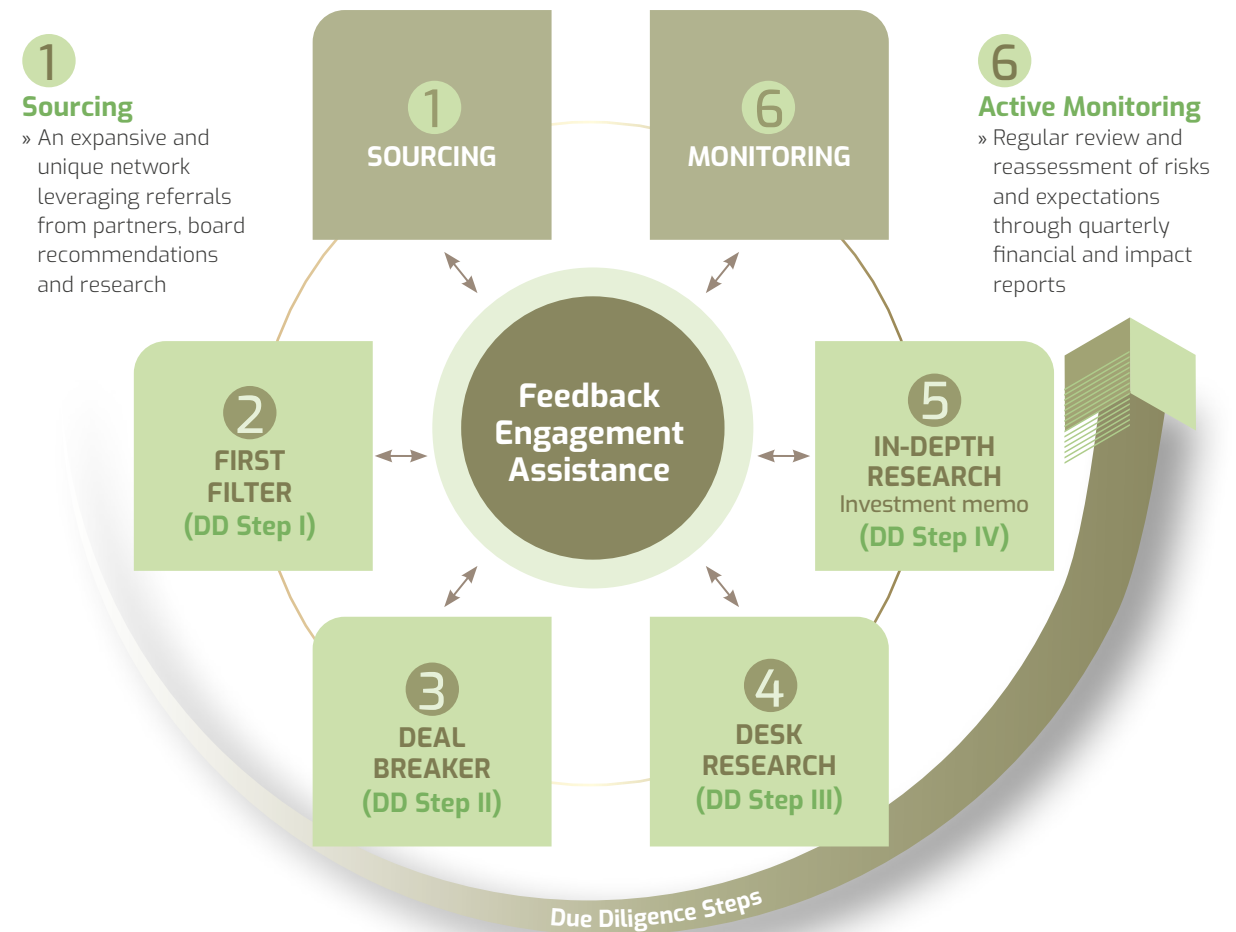 1
Sourcing
» An expansive and
unique network
leveraging referrals
from partners, board
recommendations
and research
1
SOURCING
6
MONITORING
6
Active Monitoring
» Regular review and
reassessment of risks
and expectations
through quarterly
financial and impact
reports
2
FIRST
FILTER
(DD Step I)
Feedback
Engagement
Assistance
5
IN-DEPTH
RESEARCH
Investment memo
(DD Step IV)
3
DEAL
BREAKER
(DD Step II)
4
DESK
RESEARCH
(DD Step III)
Due Diligence Steps